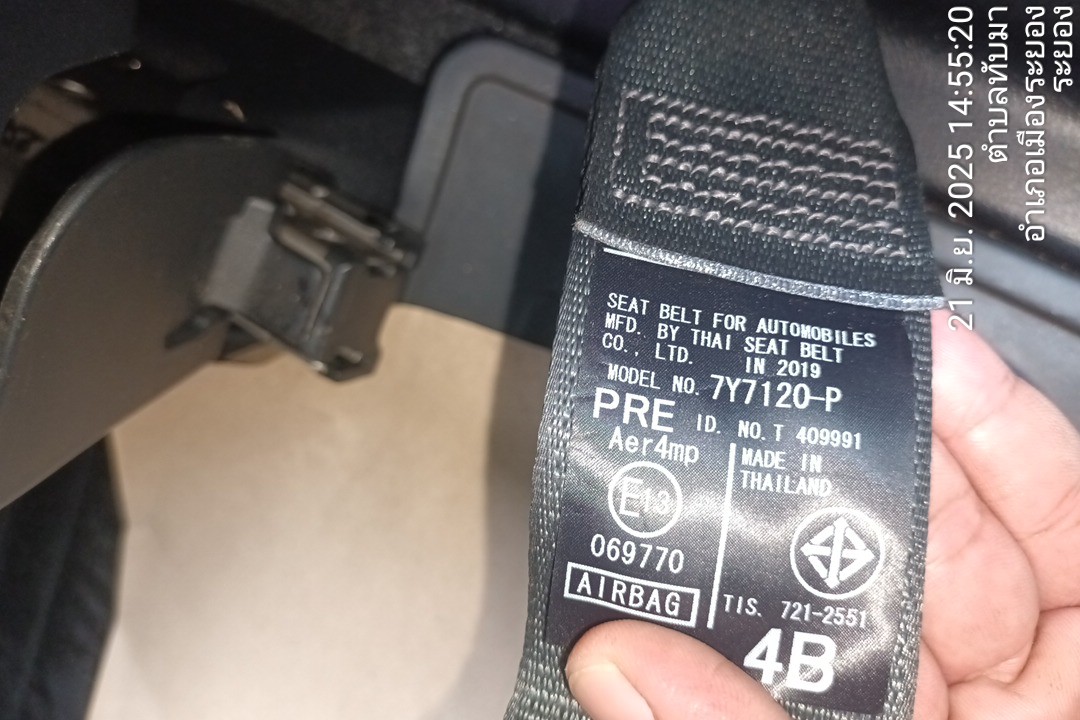 SEAT BELT FOR AUTOMOBILES
MFD. BY THAI SEAT BELT
CO., LTD. IN 2019
MODEL NO. 7Y7120-P
PRE ID. NO. T 409991
Aer4mp
E13
069770
AIRBAG
MADE IN
THAILAND
TIS. 721-2551
4B
21 มิ.ย. 2025 14:55:20
ตำบลทับมา
อำเภอเมืองระยอง
ระยอง